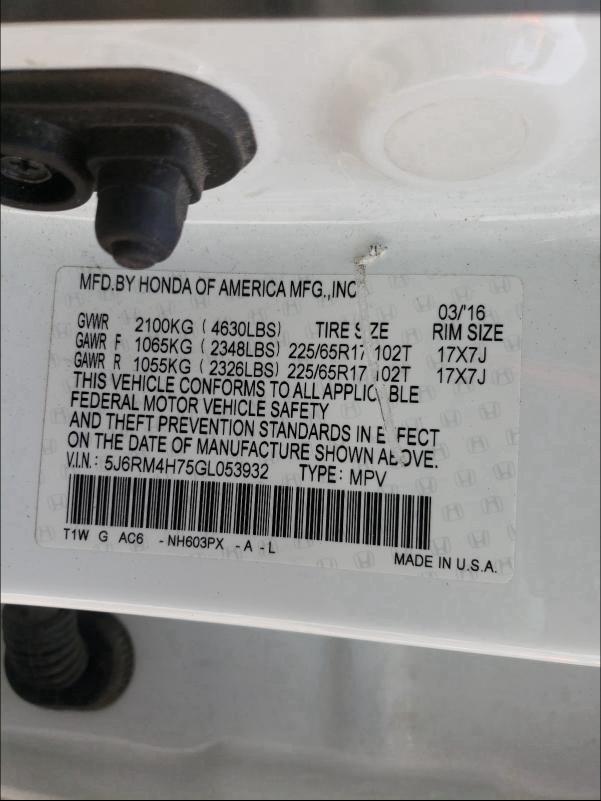 MFD.BY HONDA OF AMERICA MFG.,INC
03/'16
GVWR 2100KG ( 4630LBS) TIRE SIZE RIM SIZE
GAWR F 1065KG ( 2348LBS) 225/65R17 102T 17X7J
GAWR R 1055KG ( 2326LBS) 225/65R17 102T 17X7J
THIS VEHICLE CONFORMS TO ALL APPLICABLE
FEDERAL MOTOR VEHICLE SAFETY
AND THEFT PREVENTION STANDARDS IN EFFECT
ON THE DATE OF MANUFACTURE SHOWN ABOVE.
V.I.N: 5J6RM4H75GL053932 TYPE: MPV
T1W G AC6 -NH603PX -A -L
MADE IN U.S.A.